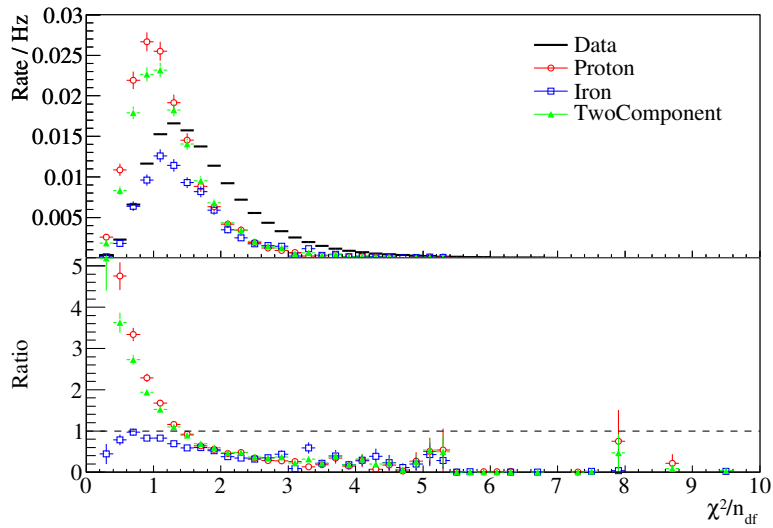 Rate / Hz
0.03
0.025
0.02
0.015
0.01
0.005
Data
Proton
Iron
TwoComponent
Ratio
5
4
3
2
1
0
0 1 2 3 4 5 6 7 8 9 10
χ²/n_df